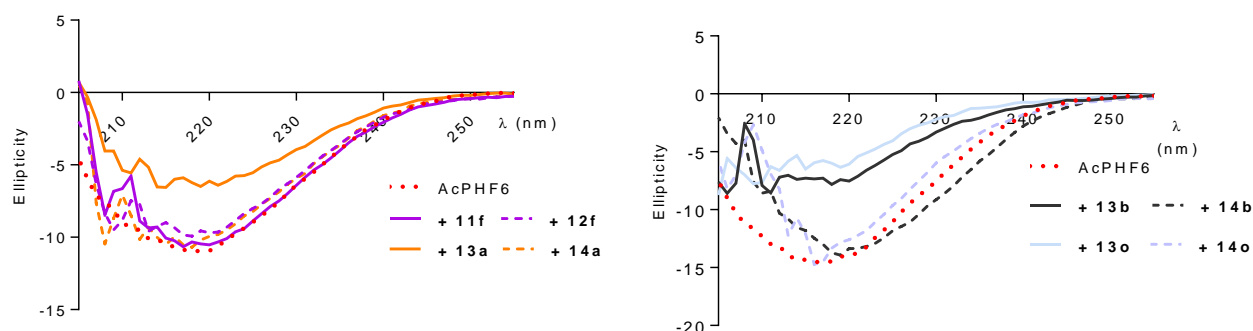 5
0
-5
-10
-15
Ellipticity
210
220
230
240
250
λ (nm)
AcPHF6
+ 11f
+ 12f
+ 13a
+ 14a
5
0
-5
-10
-15
-20
Ellipticity
210
220
230
240
250
λ
(nm)
AcPHF6
+ 13b
+ 14b
+ 13o
+ 14o